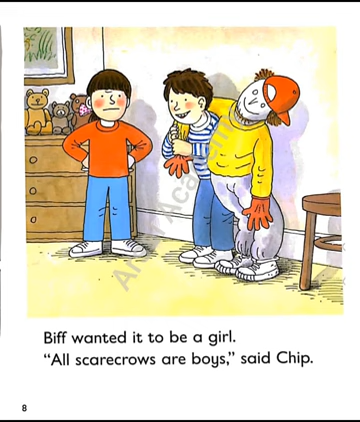 Biff wanted it to be a girl.
"All scarecrows are boys," said Chip.
8